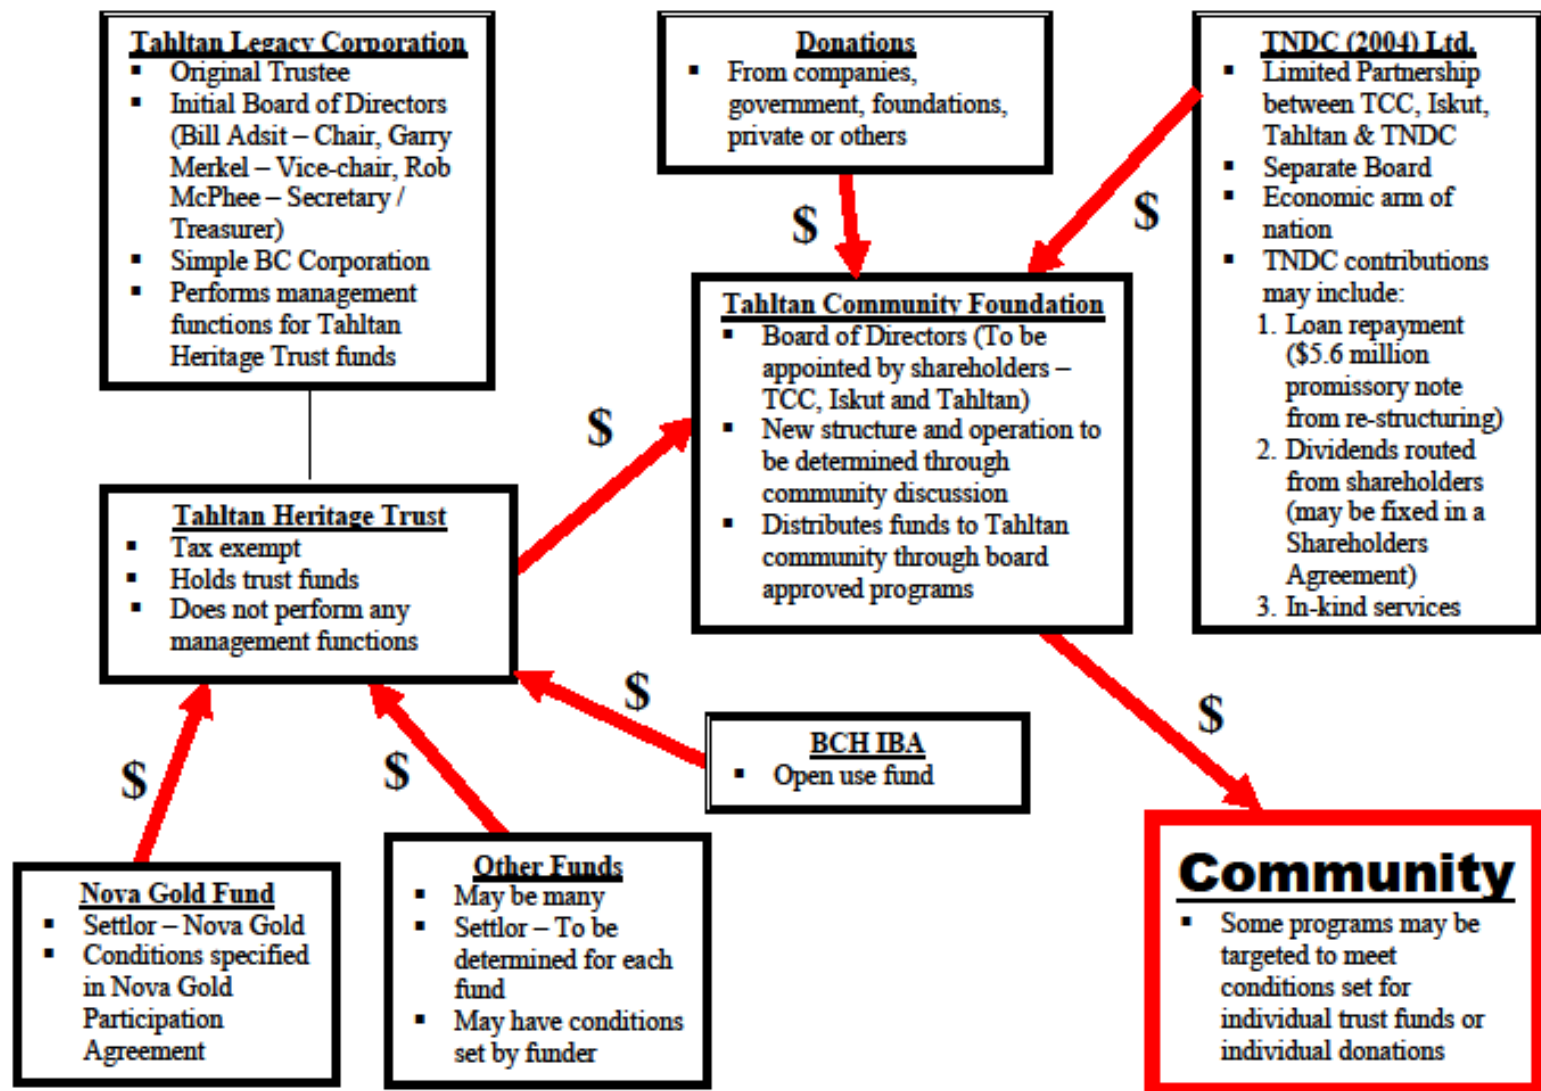 Tahltan Legacy Corporation
▪ Original Trustee
▪ Initial Board of Directors
(Bill Adsit – Chair, Garry
Merkel – Vice-chair, Rob
McPhee – Secretary /
Treasurer)
▪ Simple BC Corporation
▪ Performs management
functions for Tahltan
Heritage Trust funds
Donations
▪ From companies,
government, foundations,
private or others
TNDC (2004) Ltd.
▪ Limited Partnership
between TCC, Iskut,
Tahltan & TNDC
▪ Separate Board
▪ Economic arm of
nation
▪ TNDC contributions
may include:
1. Loan repayment
($5.6 million
promissory note
from re-structuring)
2. Dividends routed
from shareholders
(may be fixed in a
Shareholders
Agreement)
3. In-kind services
$
$
Tahltan Community Foundation
▪ Board of Directors (To be
appointed by shareholders –
TCC, Iskut and Tahltan)
▪ New structure and operation to
be determined through
community discussion
▪ Distributes funds to Tahltan
community through board
approved programs
$
Tahltan Heritage Trust
▪ Tax exempt
▪ Holds trust funds
▪ Does not perform any
management functions
$
$
BCH IBA
▪ Open use fund
$
$
Nova Gold Fund
▪ Settlor – Nova Gold
▪ Conditions specified
in Nova Gold
Participation
Agreement
Other Funds
▪ May be many
▪ Settlor – To be
determined for each
fund
▪ May have conditions
set by funder
Community
▪ Some programs may be
targeted to meet
conditions set for
individual trust funds or
individual donations